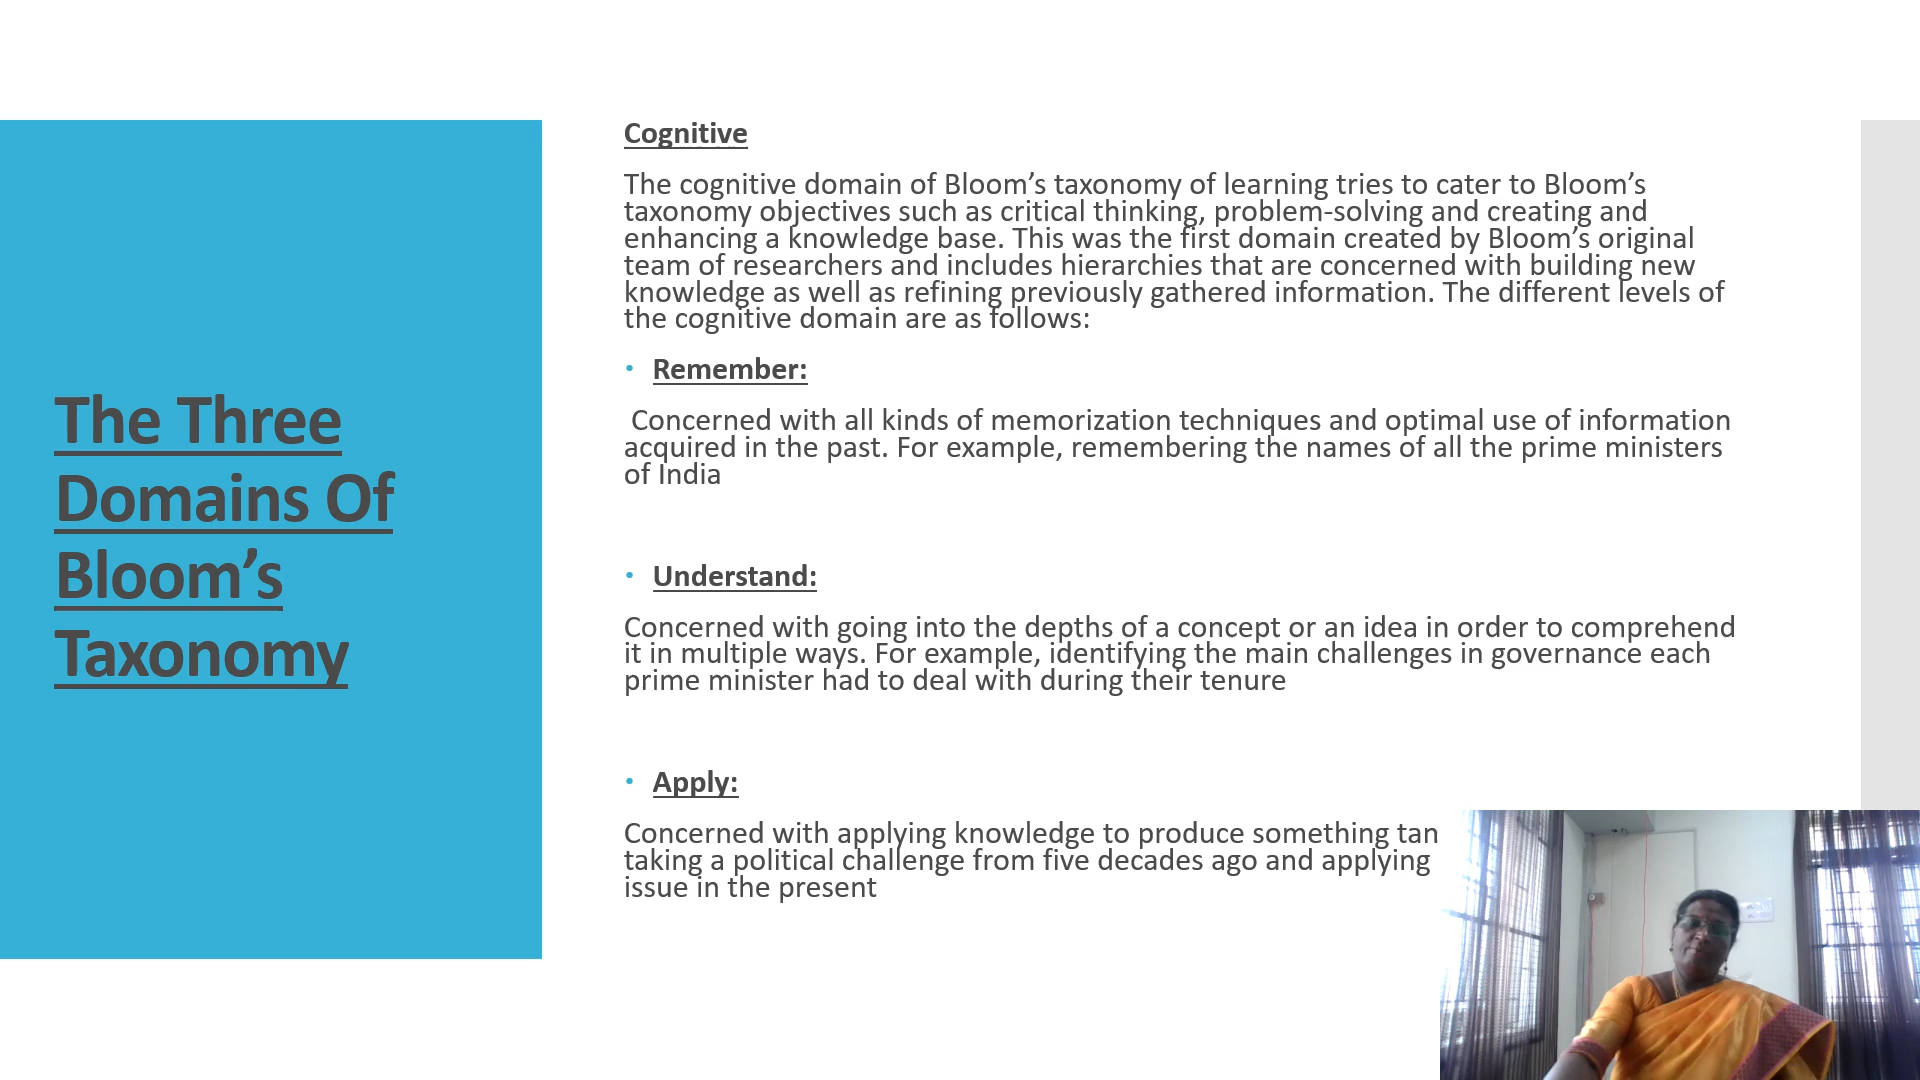 The Three
Domains Of
Bloom’s
Taxonomy
Cognitive
The cognitive domain of Bloom’s taxonomy of learning tries to cater to Bloom’s
taxonomy objectives such as critical thinking, problem-solving and creating and
enhancing a knowledge base. This was the first domain created by Bloom’s original
team of researchers and includes hierarchies that are concerned with building new
knowledge as well as refining previously gathered information. The different levels of
the cognitive domain are as follows:
• Remember:
Concerned with all kinds of memorization techniques and optimal use of information
acquired in the past. For example, remembering the names of all the prime ministers
of India
• Understand:
Concerned with going into the depths of a concept or an idea in order to comprehend
it in multiple ways. For example, identifying the main challenges in governance each
prime minister had to deal with during their tenure
• Apply:
Concerned with applying knowledge to produce something tan
taking a political challenge from five decades ago and applying
issue in the present